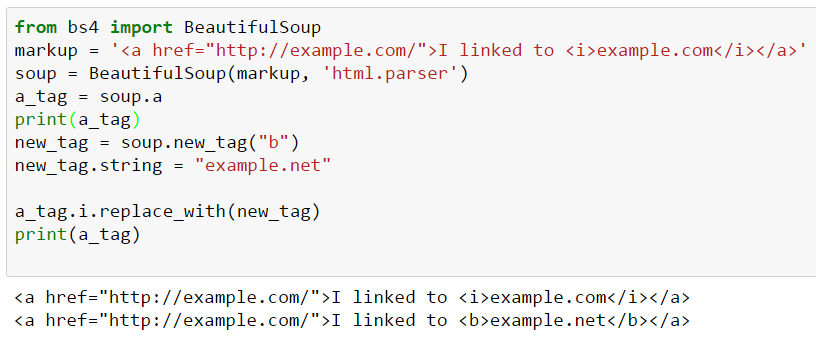 from bs4 import BeautifulSoup
markup = '<a href="http://example.com/">I linked to <i>example.com</i></a>'
soup = BeautifulSoup(markup, 'html.parser')
a_tag = soup.a
print(a_tag)
new_tag = soup.new_tag("b")
new_tag.string = "example.net"
a_tag.i.replace_with(new_tag)
print(a_tag)
<a href="http://example.com/">I linked to <i>example.com</i></a>
<a href="http://example.com/">I linked to <b>example.net</b></a>